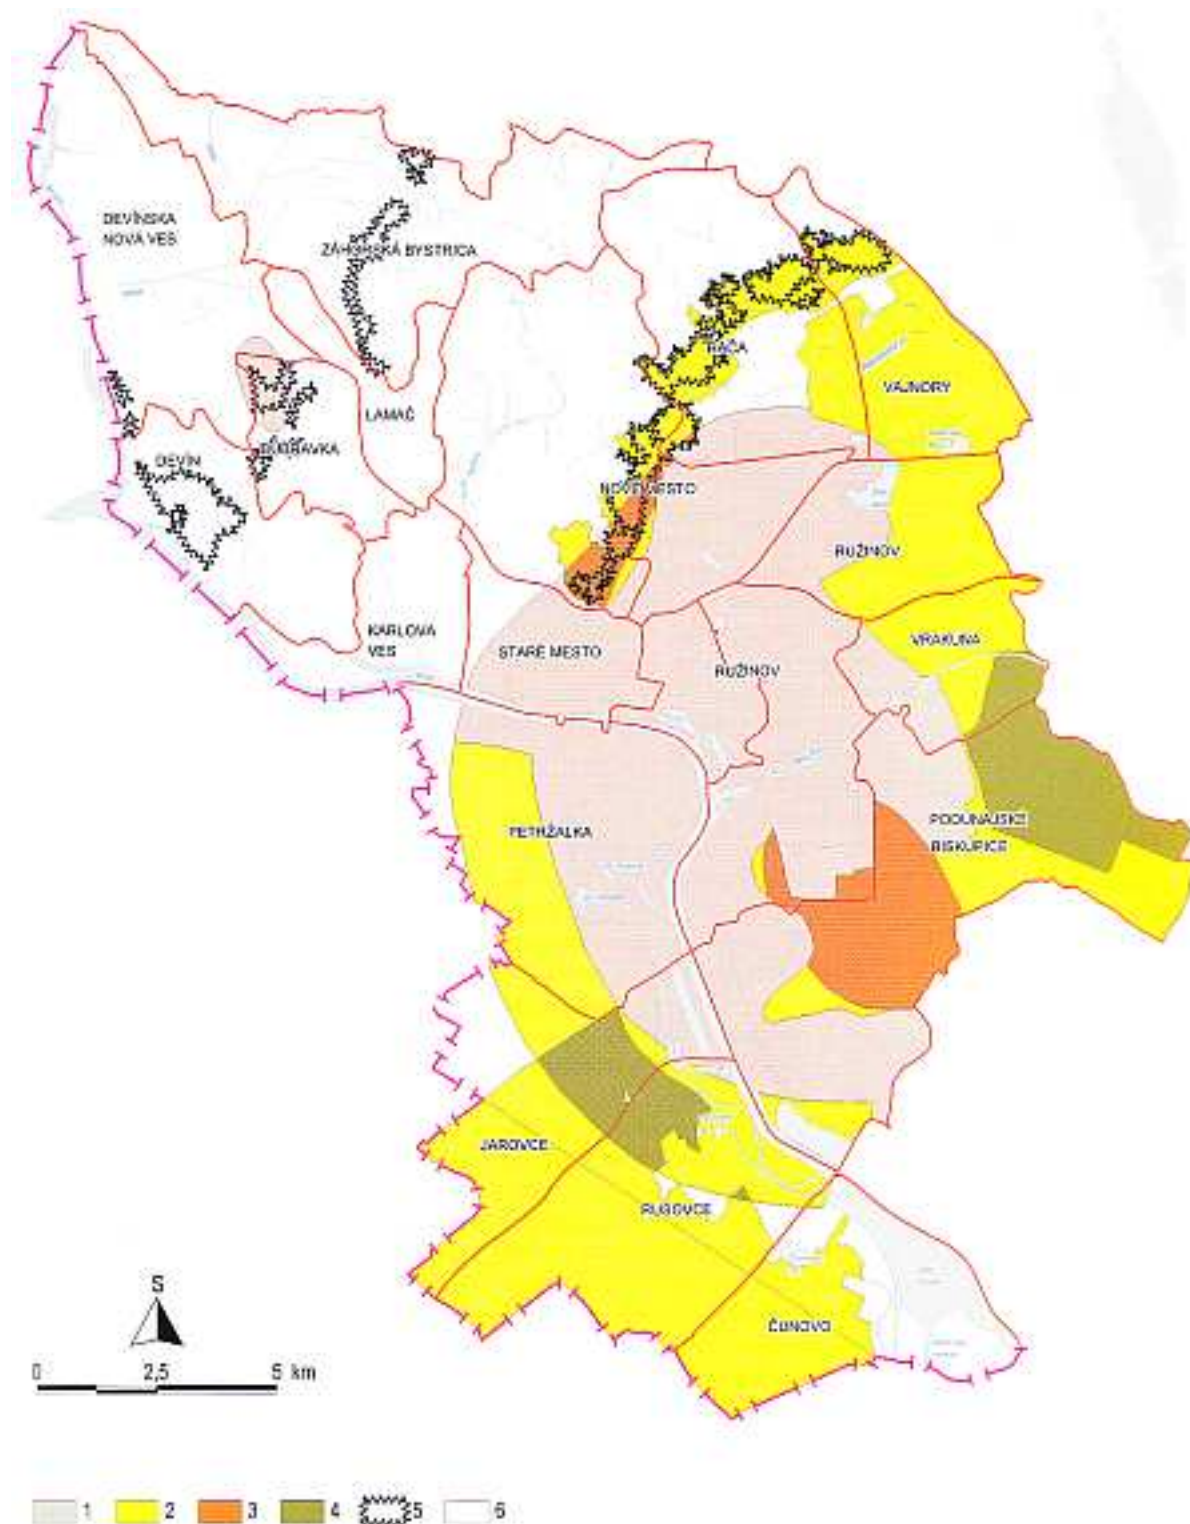 DEVÍNSKA
NOVÁ VES
ZÁHORSKÁ BYSTRICA
RAČA
VAJNORY
LAMAČ
DÚBRAVKA
DEVÍN
NOVÉ MESTO
RUŽINOV
KARLOVA
VES
STARÉ MESTO
RUŽINOV
VRAKUŇA
PETRŽALKA
PODUNAJSKÉ
BISKUPICE
JAROVCE
RUSOVCE
ČUNOVO
S
0 2,5 5 km
1 2 3 4 5 6